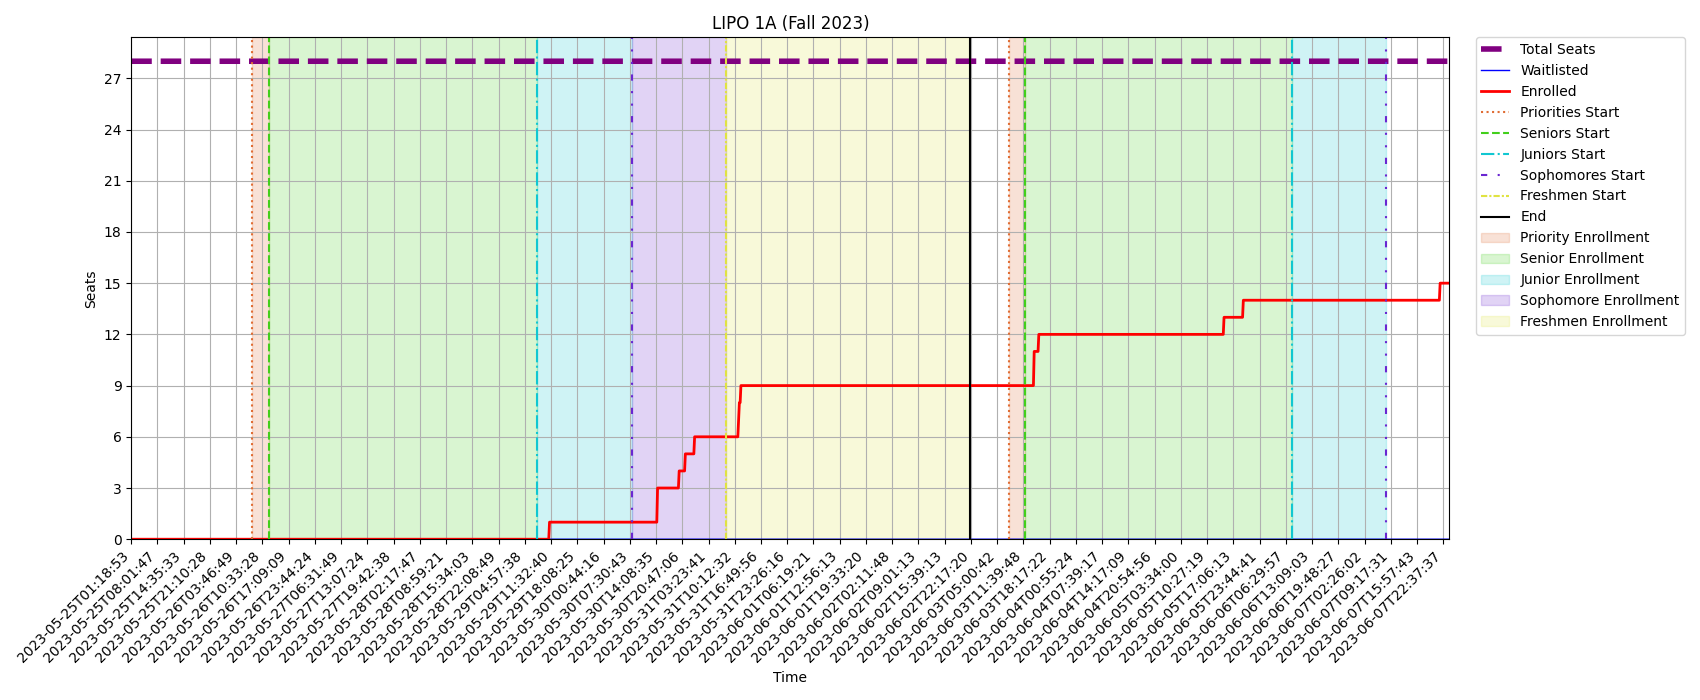 LIPO 1A (Fall 2023)
Seats
27
24
21
18
15
12
9
6
3
0
2023-05-25T01:18:53
2023-05-25T08:01:47
2023-05-25T14:35:33
2023-05-25T21:10:28
2023-05-26T03:46:49
2023-05-26T10:33:28
2023-05-26T17:09:09
2023-05-26T23:44:24
2023-05-27T06:31:49
2023-05-27T13:07:24
2023-05-27T19:42:38
2023-05-28T02:17:47
2023-05-28T08:59:21
2023-05-28T15:34:03
2023-05-28T22:08:49
2023-05-29T04:57:38
2023-05-29T11:32:40
2023-05-29T18:08:25
2023-05-30T00:44:16
2023-05-30T07:30:43
2023-05-30T14:08:35
2023-05-30T20:47:06
2023-05-31T03:23:41
2023-05-31T10:12:32
2023-05-31T16:49:56
2023-05-31T23:26:16
2023-06-01T06:19:21
2023-06-01T12:56:13
2023-06-01T19:33:20
2023-06-02T02:11:48
2023-06-02T09:01:13
2023-06-02T15:39:13
2023-06-02T22:17:20
2023-06-03T05:00:42
2023-06-03T11:39:48
2023-06-03T18:17:22
2023-06-04T00:55:24
2023-06-04T07:39:17
2023-06-04T14:17:09
2023-06-04T20:54:56
2023-06-05T03:34:00
2023-06-05T10:27:19
2023-06-05T17:06:13
2023-06-05T23:44:41
2023-06-06T06:29:57
2023-06-06T13:09:03
2023-06-06T19:48:27
2023-06-07T02:26:02
2023-06-07T09:17:31
2023-06-07T15:57:43
2023-06-07T22:37:37
Time
Total Seats
Waitlisted
Enrolled
Priorities Start
Seniors Start
Juniors Start
Sophomores Start
Freshmen Start
End
Priority Enrollment
Senior Enrollment
Junior Enrollment
Sophomore Enrollment
Freshmen Enrollment